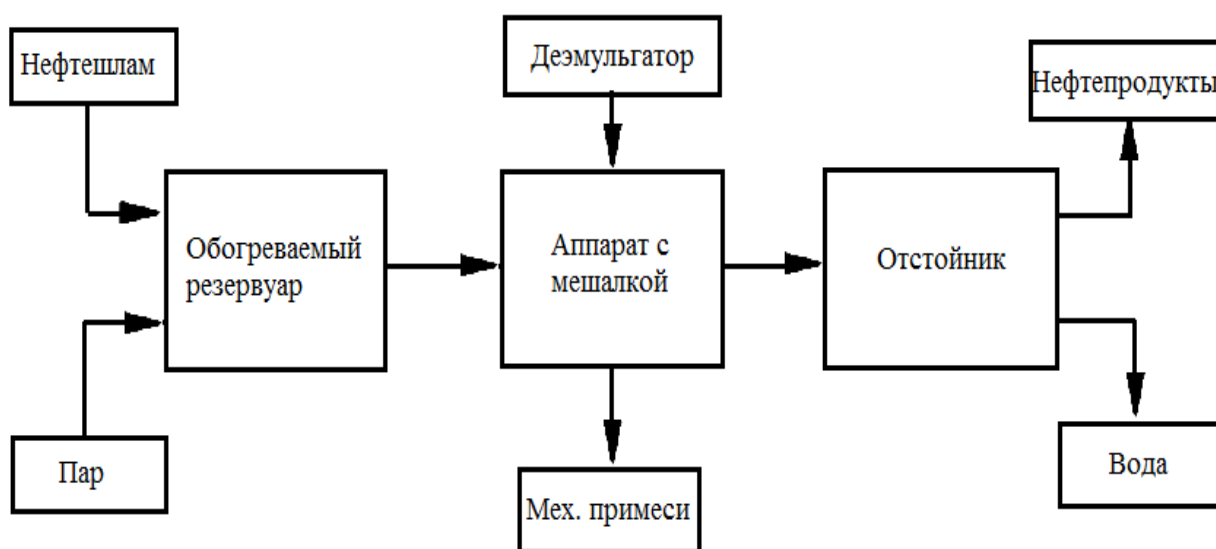 Нефтешлам
Деэмульгатор
Нефтепродукты
Обогреваемый
резервуар
Аппарат с
мешалкой
Отстойник
Пар
Мех. примеси
Вода